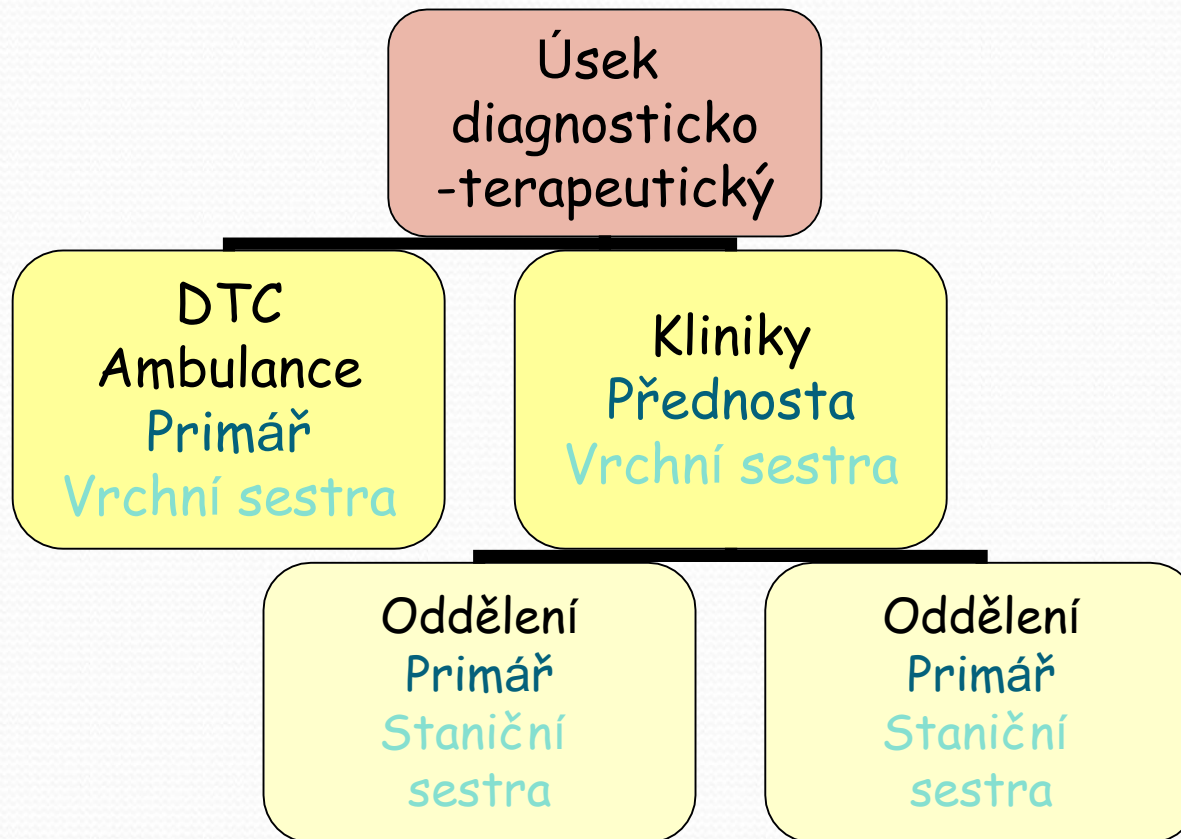 Úsek
diagnosticko
-terapeutický
DTC
Ambulance
Primář
Vrchní sestra
Kliniky
Přednosta
Vrchní sestra
Oddělení
Primář
Staniční
sestra
Oddělení
Primář
Staniční
sestra